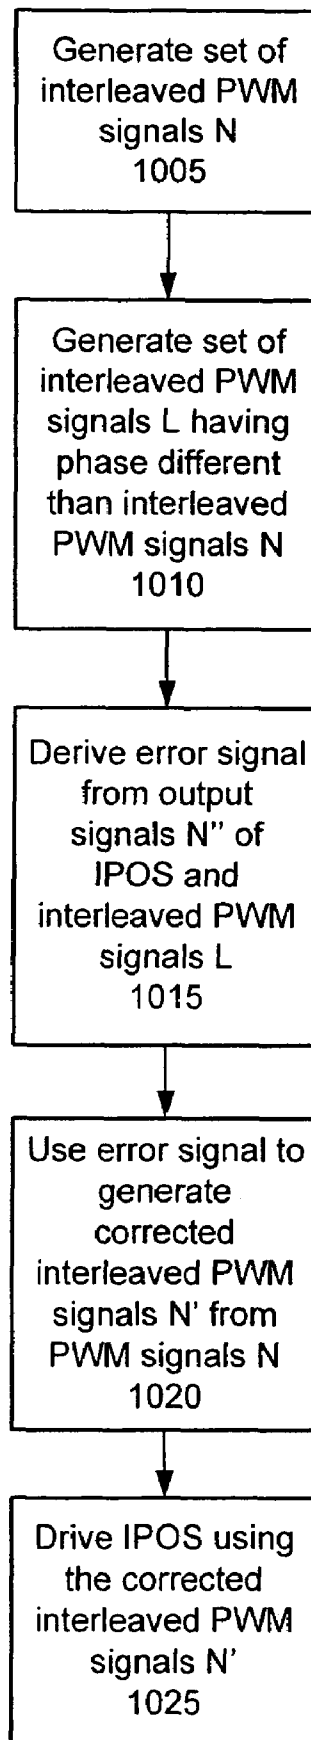 Generate set of
interleaved PWM
signals N
1005
Generate set of
interleaved PWM
signals L having
phase different
than interleaved
PWM signals N
1010
Derive error signal
from output
signals N" of
IPOS and
interleaved PWM
signals L
1015
Use error signal to
generate
corrected
interleaved PWM
signals N' from
PWM signals N
1020
Drive IPOS using
the corrected
interleaved PWM
signals N'
1025